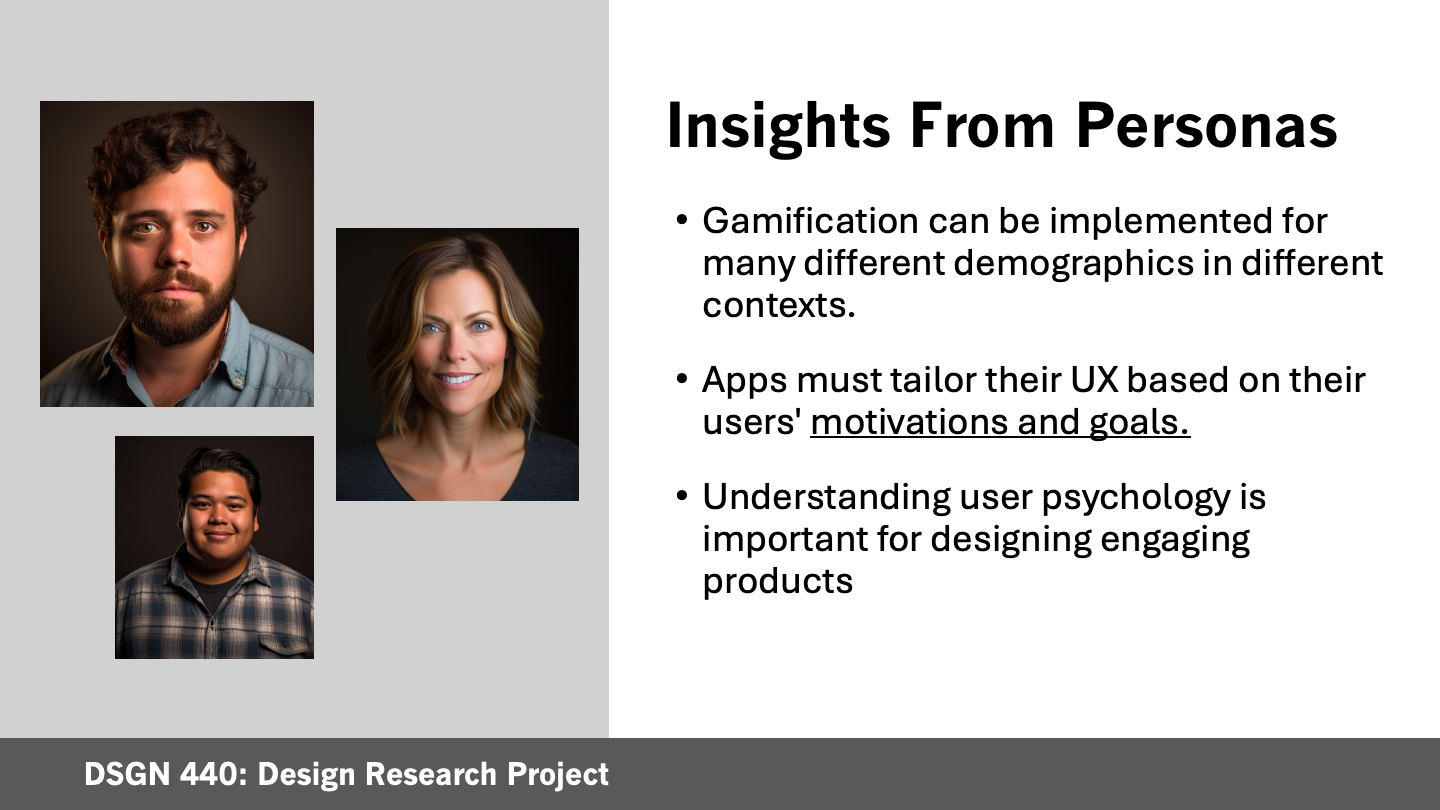 Insights From Personas
• Gamification can be implemented for
many different demographics in different
contexts.
• Apps must tailor their UX based on their
users' motivations and goals.
• Understanding user psychology is
important for designing engaging
products
DSGN 440: Design Research Project